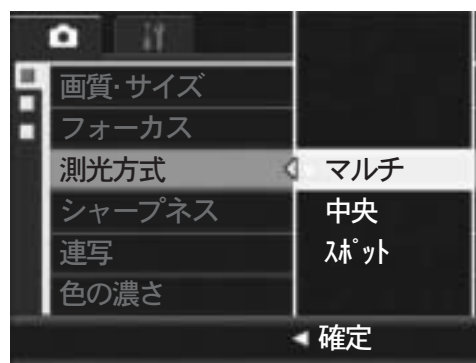 画質・サイズ
フォーカス
測光方式
シャープネス
連写
色の濃さ
マルチ
中央
スポット
確定